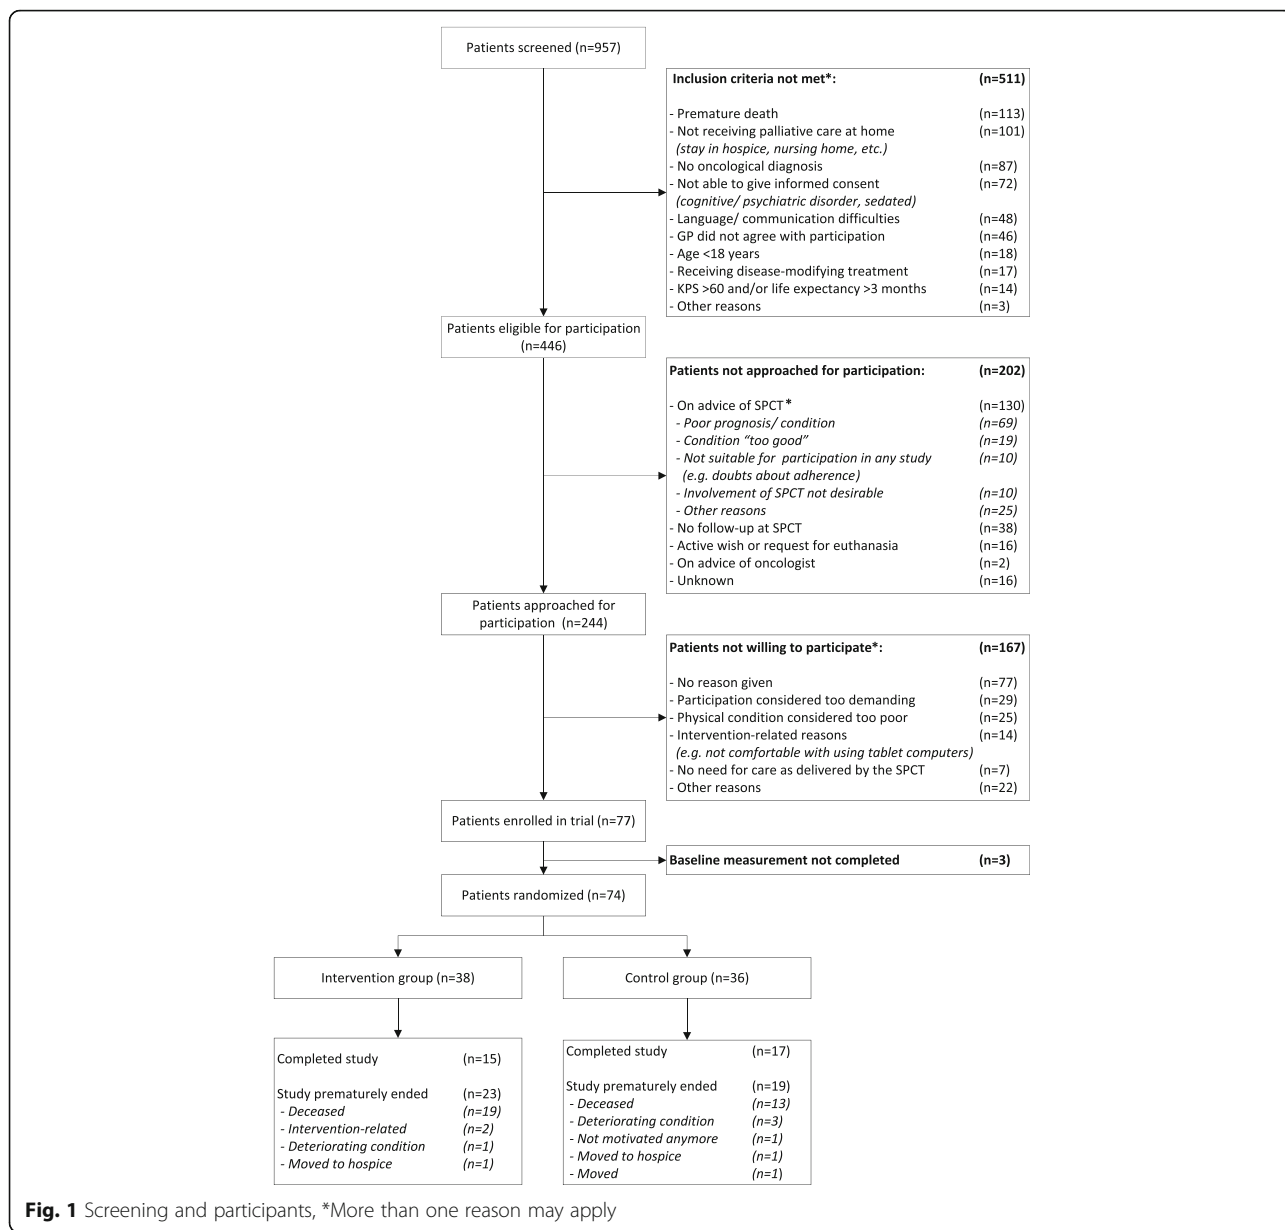 Patients screened (n=957)
Inclusion criteria not met*: (n=511)
- Premature death (n=113)
- Not receiving palliative care at home (n=101)
(stay in hospice, nursing home, etc.)
- No oncological diagnosis (n=87)
- Not able to give informed consent (n=72)
(cognitive/ psychiatric disorder, sedated)
- Language/ communication difficulties (n=48)
- GP did not agree with participation (n=46)
- Age <18 years (n=18)
- Receiving disease-modifying treatment (n=17)
- KPS >60 and/or life expectancy >3 months (n=14)
- Other reasons (n=3)
Patients eligible for participation
(n=446)
Patients not approached for participation: (n=202)
- On advice of SPCT* (n=130)
- Poor prognosis/ condition (n=69)
- Condition “too good” (n=19)
- Not suitable for participation in any study (n=10)
(e.g. doubts about adherence)
- Involvement of SPCT not desirable (n=10)
- Other reasons (n=25)
- No follow-up at SPCT (n=38)
- Active wish or request for euthanasia (n=16)
- On advice of oncologist (n=2)
- Unknown (n=16)
Patients approached for
participation (n=244)
Patients not willing to participate*: (n=167)
- No reason given (n=77)
- Participation considered too demanding (n=29)
- Physical condition considered too poor (n=25)
- Intervention-related reasons (n=14)
(e.g. not comfortable with using tablet computers)
- No need for care as delivered by the SPCT (n=7)
- Other reasons (n=22)
Patients enrolled in trial (n=77)
Baseline measurement not completed (n=3)
Patients randomized (n=74)
Intervention group (n=38)
Completed study (n=15)
Study prematurely ended (n=23)
- Deceased (n=19)
- Intervention-related (n=2)
- Deteriorating condition (n=1)
- Moved to hospice (n=1)
Control group (n=36)
Completed study (n=17)
Study prematurely ended (n=19)
- Deceased (n=13)
- Deteriorating condition (n=3)
- Not motivated anymore (n=1)
- Moved to hospice (n=1)
- Moved (n=1)
Fig. 1 Screening and participants, *More than one reason may apply